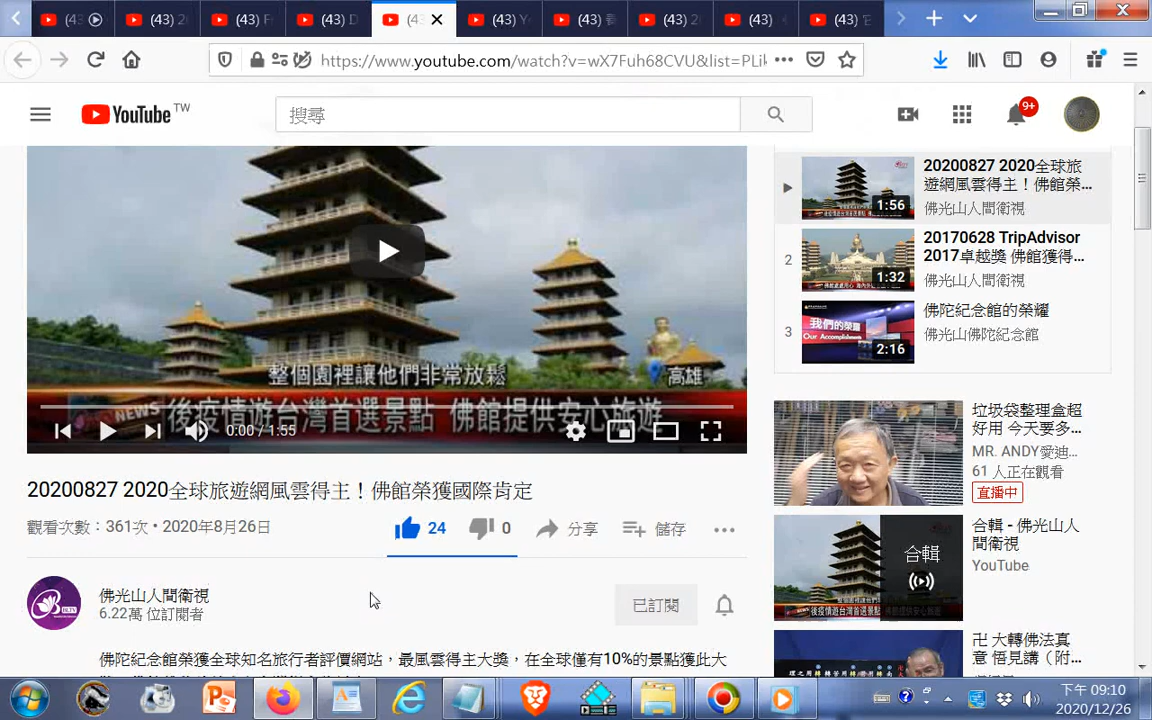 (43)
(43) 20
(43) F
(43) D
(43) Y
(43)
(43) 2
(43)
(43)
https://www.youtube.com/watch?v=wX7Fuh68CVU&list=PLik
YouTube TW
搜尋
9+
整個園裡讓他們非常放鬆
高雄
NEWS
後疫情遊台灣首選景點 佛館提供安心旅遊
0:00 / 1:55
20200827 2020全球旅遊網風雲得主！佛館榮獲國際肯定
觀看次數：361次 • 2020年8月26日
24
0
分享
儲存
佛光山人間衛視
6.22萬 位訂閱者
已訂閱
佛陀紀念館榮獲全球知名旅行者評價網站，最風雲得主大獎，在全球僅有10%的景點獲此大
20200827 2020全球旅
遊網風雲得主！佛館榮...
佛光山人間衛視
1:56
2
20170628 TripAdvisor
2017卓越獎 佛館獲得...
佛光山人間衛視
1:32
3
佛陀紀念館的榮耀
佛光山佛陀紀念館
我們的榮耀
Our Accomplishments
2:16
垃圾袋整理盒超
好用 今天要多...
MR. ANDY愛迪...
61 人正在觀看
直播中
合輯
合輯 - 佛光山人
間衛視
YouTube
卍 大轉佛法真
意 悟見講（附...
下午 09:10
2020/12/26